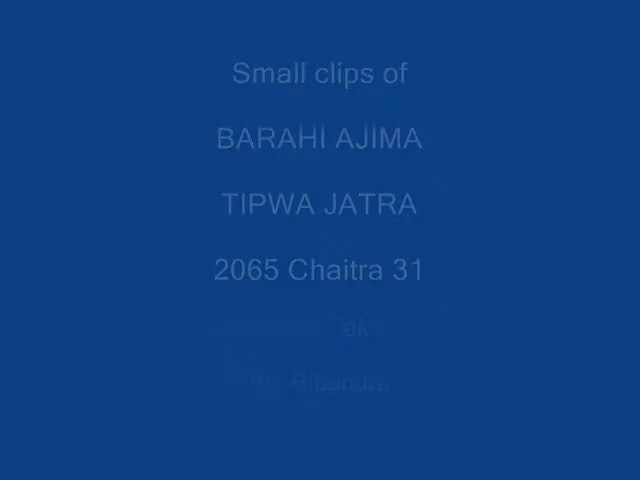 Small clips of
BARAHI AJIMA
TIPWA JATRA
2065 Chaitra 31